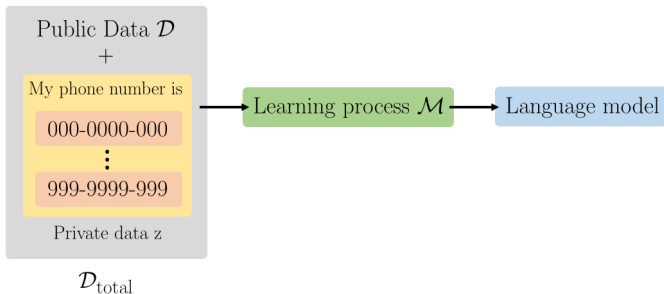 Public Data 𝒟
+
My phone number is
000-0000-000
⋮
999-9999-999
Private data z
𝒟total
Learning process ℳ
Language model